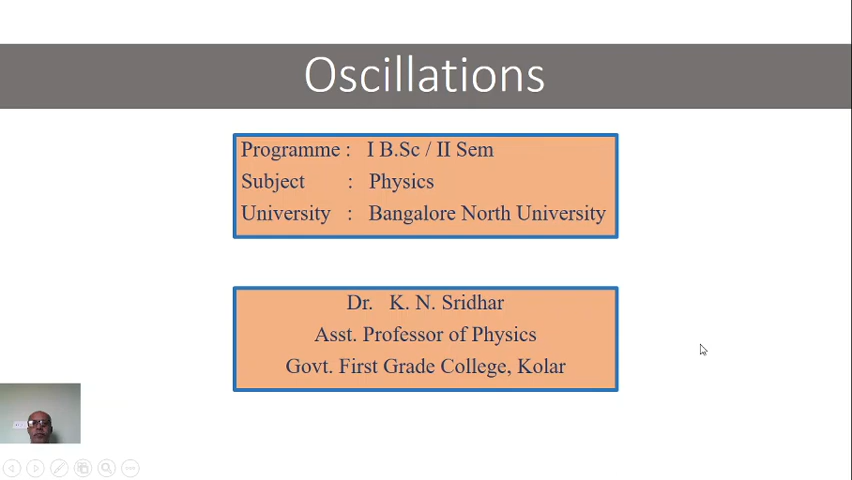 Oscillations
Programme : I B.Sc / II Sem
Subject : Physics
University : Bangalore North University
Dr. K. N. Sridhar
Asst. Professor of Physics
Govt. First Grade College, Kolar